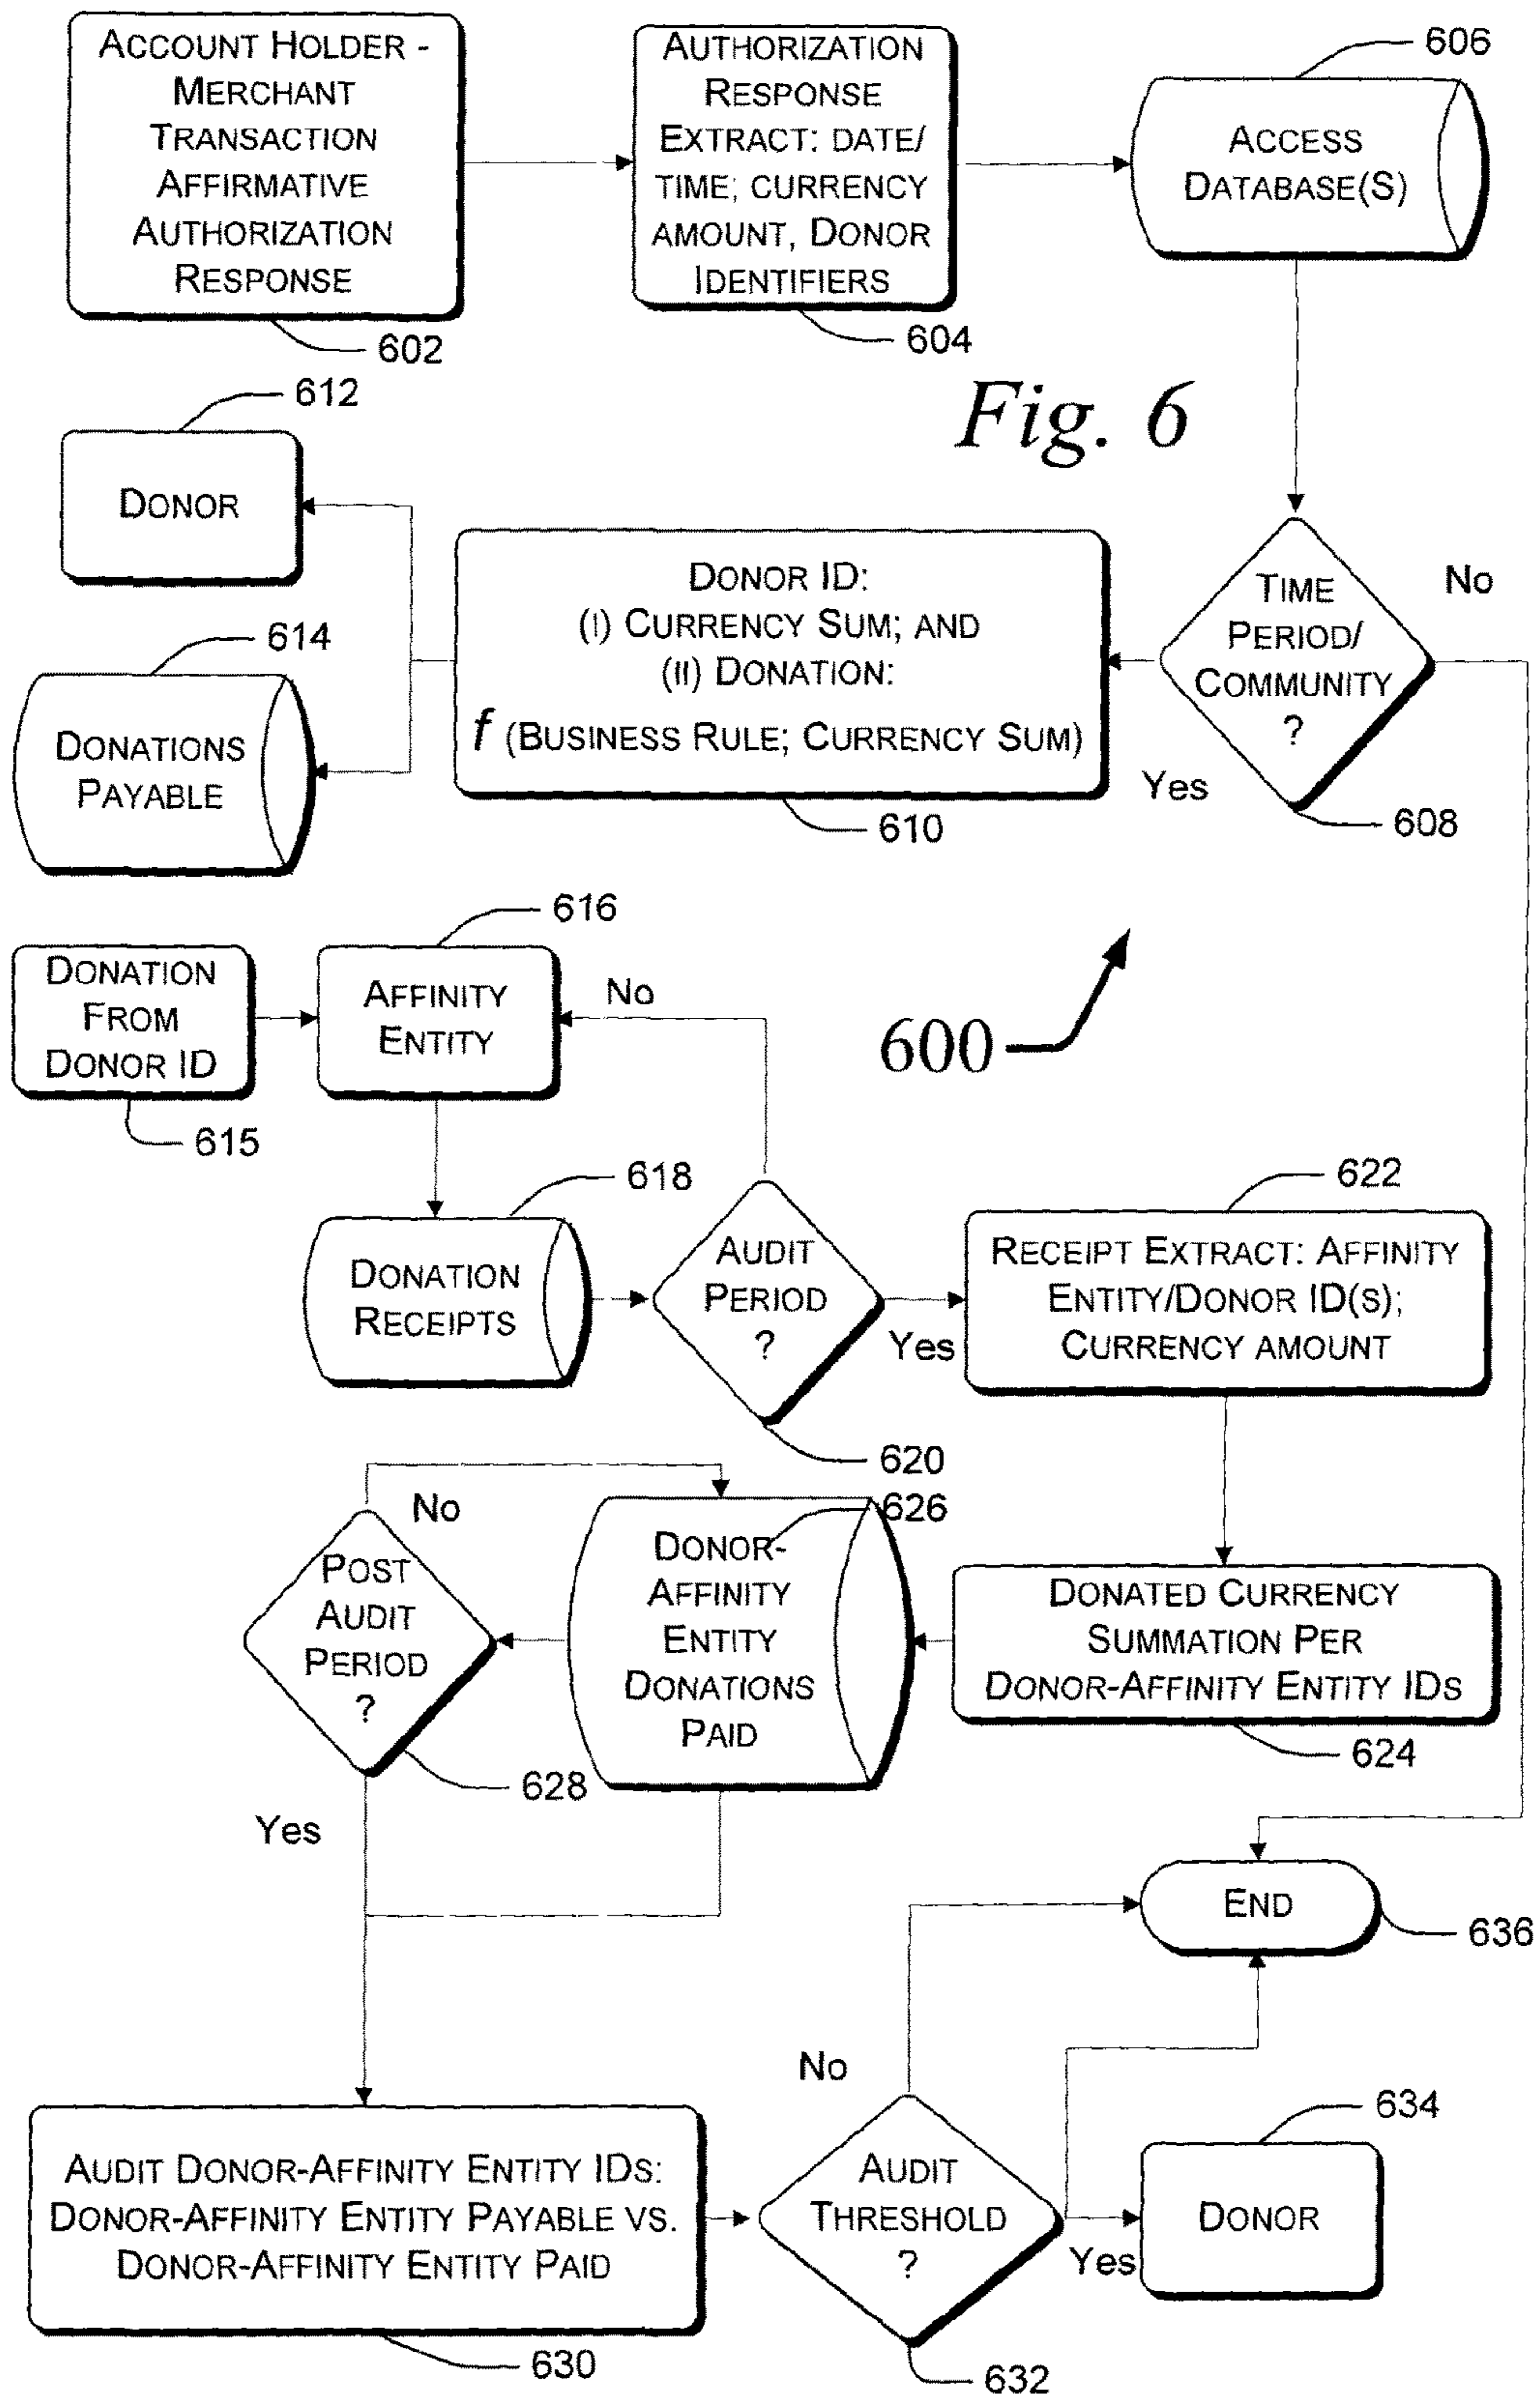 ACCOUNT HOLDER -
MERCHANT
TRANSACTION
AFFIRMATIVE
AUTHORIZATION
RESPONSE
602
AUTHORIZATION
RESPONSE
EXTRACT: DATE/
TIME; CURRENCY
AMOUNT, DONOR
IDENTIFIERS
604
606
ACCESS
DATABASE(S)
Fig. 6
612
DONOR
614
DONATIONS
PAYABLE
DONOR ID:
(I) CURRENCY SUM; AND
(II) DONATION:
f (BUSINESS RULE; CURRENCY SUM)
610
TIME
PERIOD/
COMMUNITY
?
No
Yes
608
616
DONATION
FROM
DONOR ID
615
AFFINITY
ENTITY
No
600
618
DONATION
RECEIPTS
AUDIT
PERIOD
?
Yes
620
622
RECEIPT EXTRACT: AFFINITY
ENTITY/DONOR ID(S);
CURRENCY AMOUNT
POST
AUDIT
PERIOD
?
No
628
Yes
626
DONOR-
AFFINITY
ENTITY
DONATIONS
PAID
DONATED CURRENCY
SUMMATION PER
DONOR-AFFINITY ENTITY IDS
624
END
636
AUDIT DONOR-AFFINITY ENTITY IDS:
DONOR-AFFINITY ENTITY PAYABLE VS.
DONOR-AFFINITY ENTITY PAID
630
No
AUDIT
THRESHOLD
?
Yes
632
634
DONOR